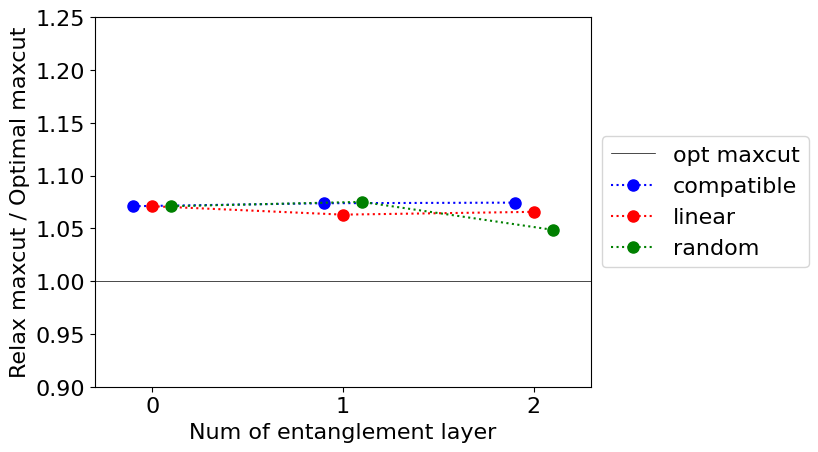 Relax maxcut / Optimal maxcut
1.25
1.20
1.15
1.10
1.05
1.00
0.95
0.90
0
1
2
Num of entanglement layer
opt maxcut
compatible
linear
random